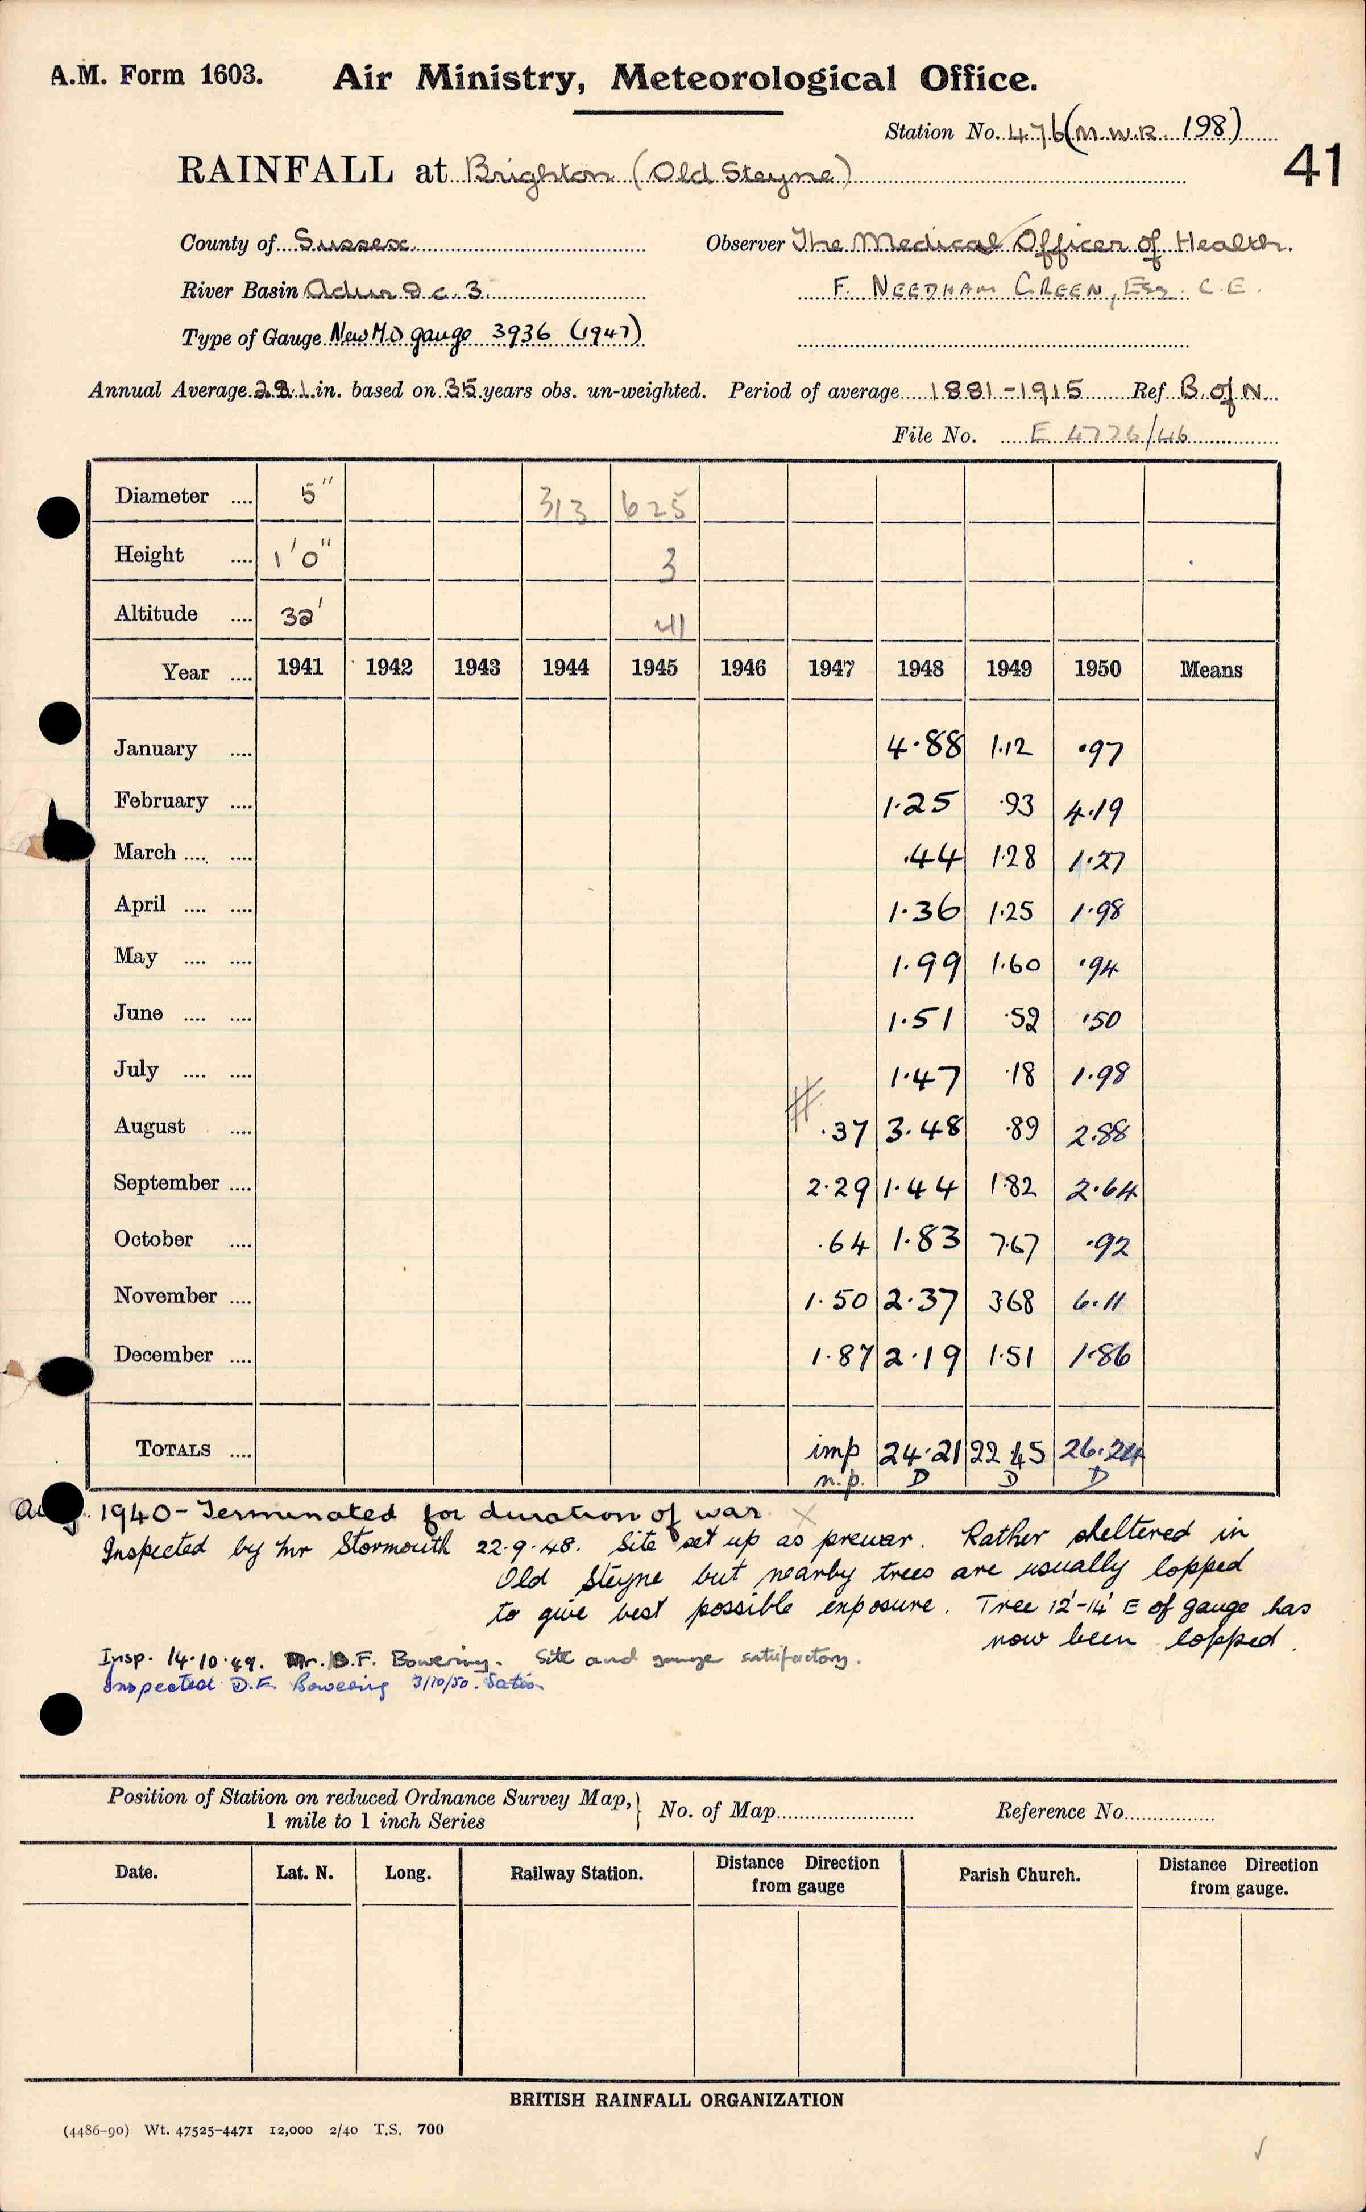 A.M. Form 1603. Air Ministry, Meteorological Office.
Station No. 476 (M.W.R. 198)
41
RAINFALL at Brighton (Old Steyne)
County of Sussex Observer The Medical Officer of Health.
River Basin Adur & c. 3. F. NEEDHAM GREEN, Esq. C.E.
Type of Gauge New MO gauge 3936 (1947)
Annual Average 28.1 in. based on 35 years obs. un-weighted. Period of average 1881-1915 Ref B. of N.
File No. E 4776/46
Diameter .... 5" 313 625
Height .... 1'0" 3
Altitude .... 32' 41
Year .... 1941 1942 1943 1944 1945 1946 1947 1948 1949 1950 Means
January .... 4.88 1.12 .97
February .... 1.25 .93 4.19
March .... .... .44 1.28 1.27
April .... .... 1.36 1.25 1.98
May .... .... 1.99 1.60 .94
June .... .... 1.51 .52 .50
July .... .... 1.47 .18 1.98
August .... .37 3.48 .89 2.88
September .... 2.29 1.44 1.82 2.64
October .... .64 1.83 7.67 .92
November .... 1.50 2.37 3.68 6.11
December .... 1.87 2.19 1.51 1.86
TOTALS .... imp 24.21 22.45 26.24
n.p. D D D
1940 - Terminated for duration of war
Inspected by Mr Stormouth 22.9.48. Site set up as prewar. Rather sheltered in
Old Steyne but nearby trees are usually lopped
to give best possible exposure. Tree 12'-14' E of gauge has
now been lopped.
Insp. 14.10.49. Mr. D.F. Bowering. Site and gauge satisfactory.
Inspected D.F. Bowering 3/10/50. Satis
Position of Station on reduced Ordnance Survey Map, No. of Map Reference No.
1 mile to 1 inch Series
Date. Lat. N. Long. Railway Station. Distance Direction from gauge Parish Church. Distance Direction from gauge.
BRITISH RAINFALL ORGANIZATION
(4486-90) Wt. 47525-4471 12,000 2/40 T.S. 700